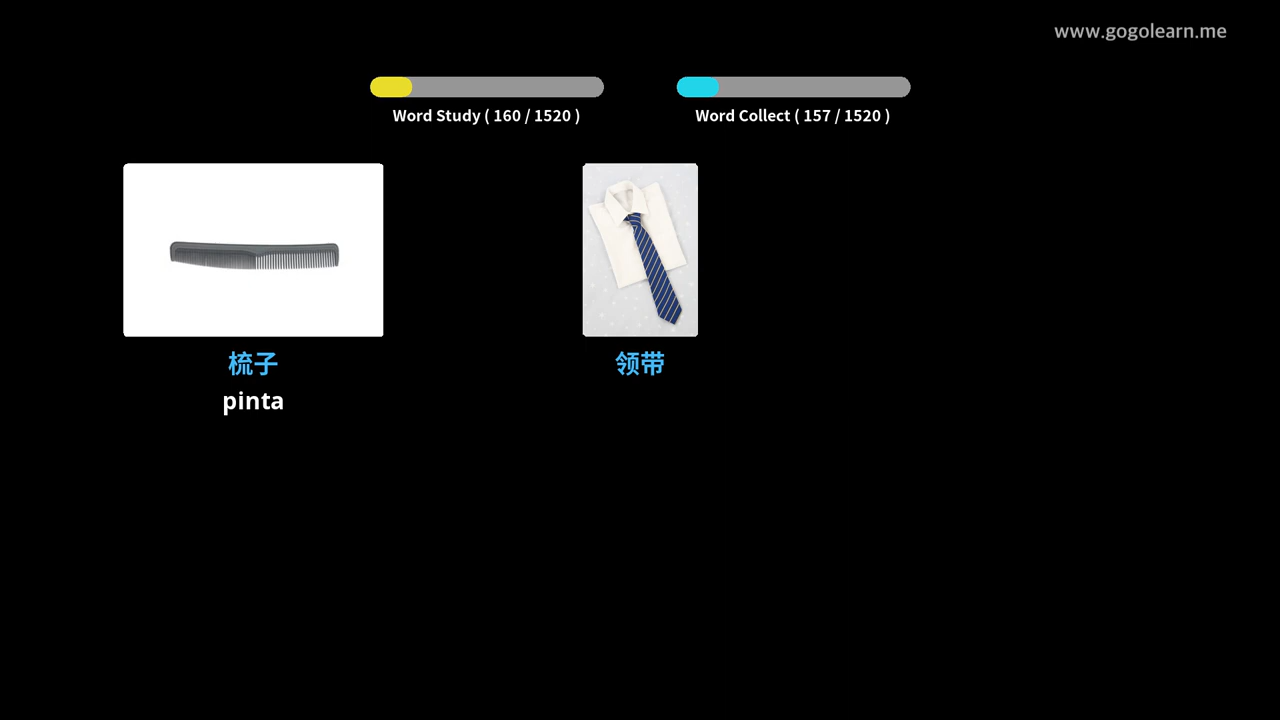 www.gogolearn.me
Word Study ( 160 / 1520 )
Word Collect ( 157 / 1520 )
梳子
pinta
领带